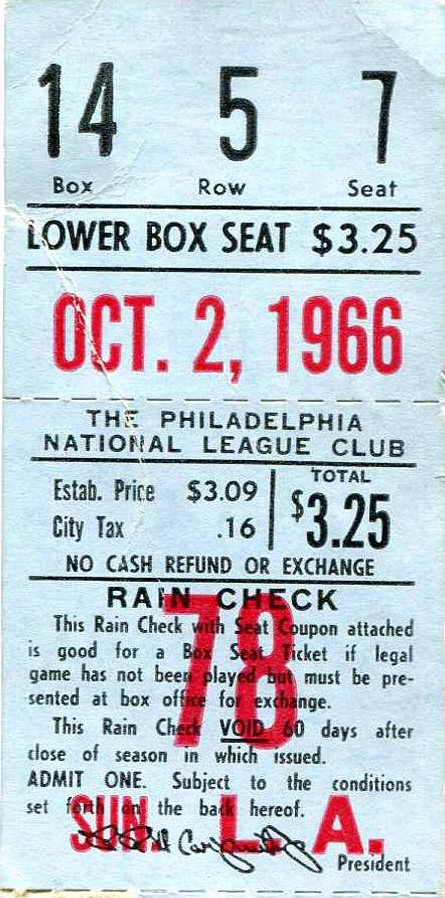 14 5 7
Box Row Seat
LOWER BOX SEAT $3.25
OCT. 2, 1966
THE PHILADELPHIA
NATIONAL LEAGUE CLUB
Estab. Price $3.09
City Tax .16
TOTAL
$3.25
NO CASH REFUND OR EXCHANGE
RAIN CHECK
78
This Rain Check with Seat Coupon attached
is good for a Box Seat Ticket if legal
game has not been played but must be pre-
sented at box office for exchange.
This Rain Check VOID 60 days after
close of season in which issued.
ADMIT ONE. Subject to the conditions
set forth on the back hereof.
SUN. L. A.
President